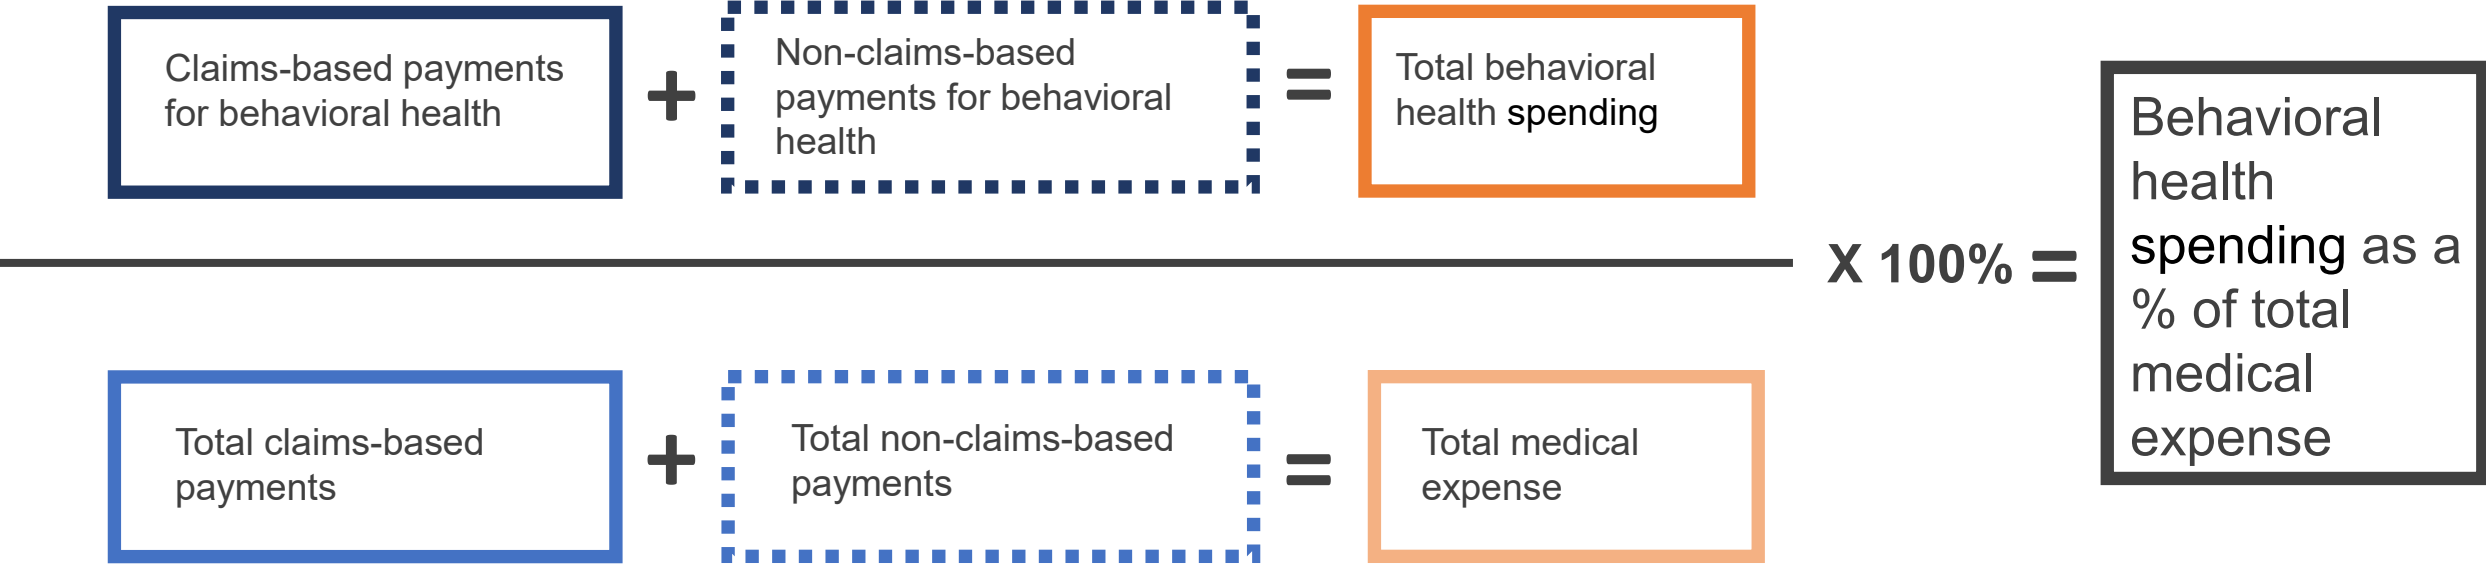 Claims-based payments
for behavioral health
+
Non-claims-based
payments for behavioral
health
=
Total behavioral
health spending
Total claims-based
payments
+
Total non-claims-based
payments
=
Total medical
expense
X 100% =
Behavioral
health
spending as a
% of total
medical
expense